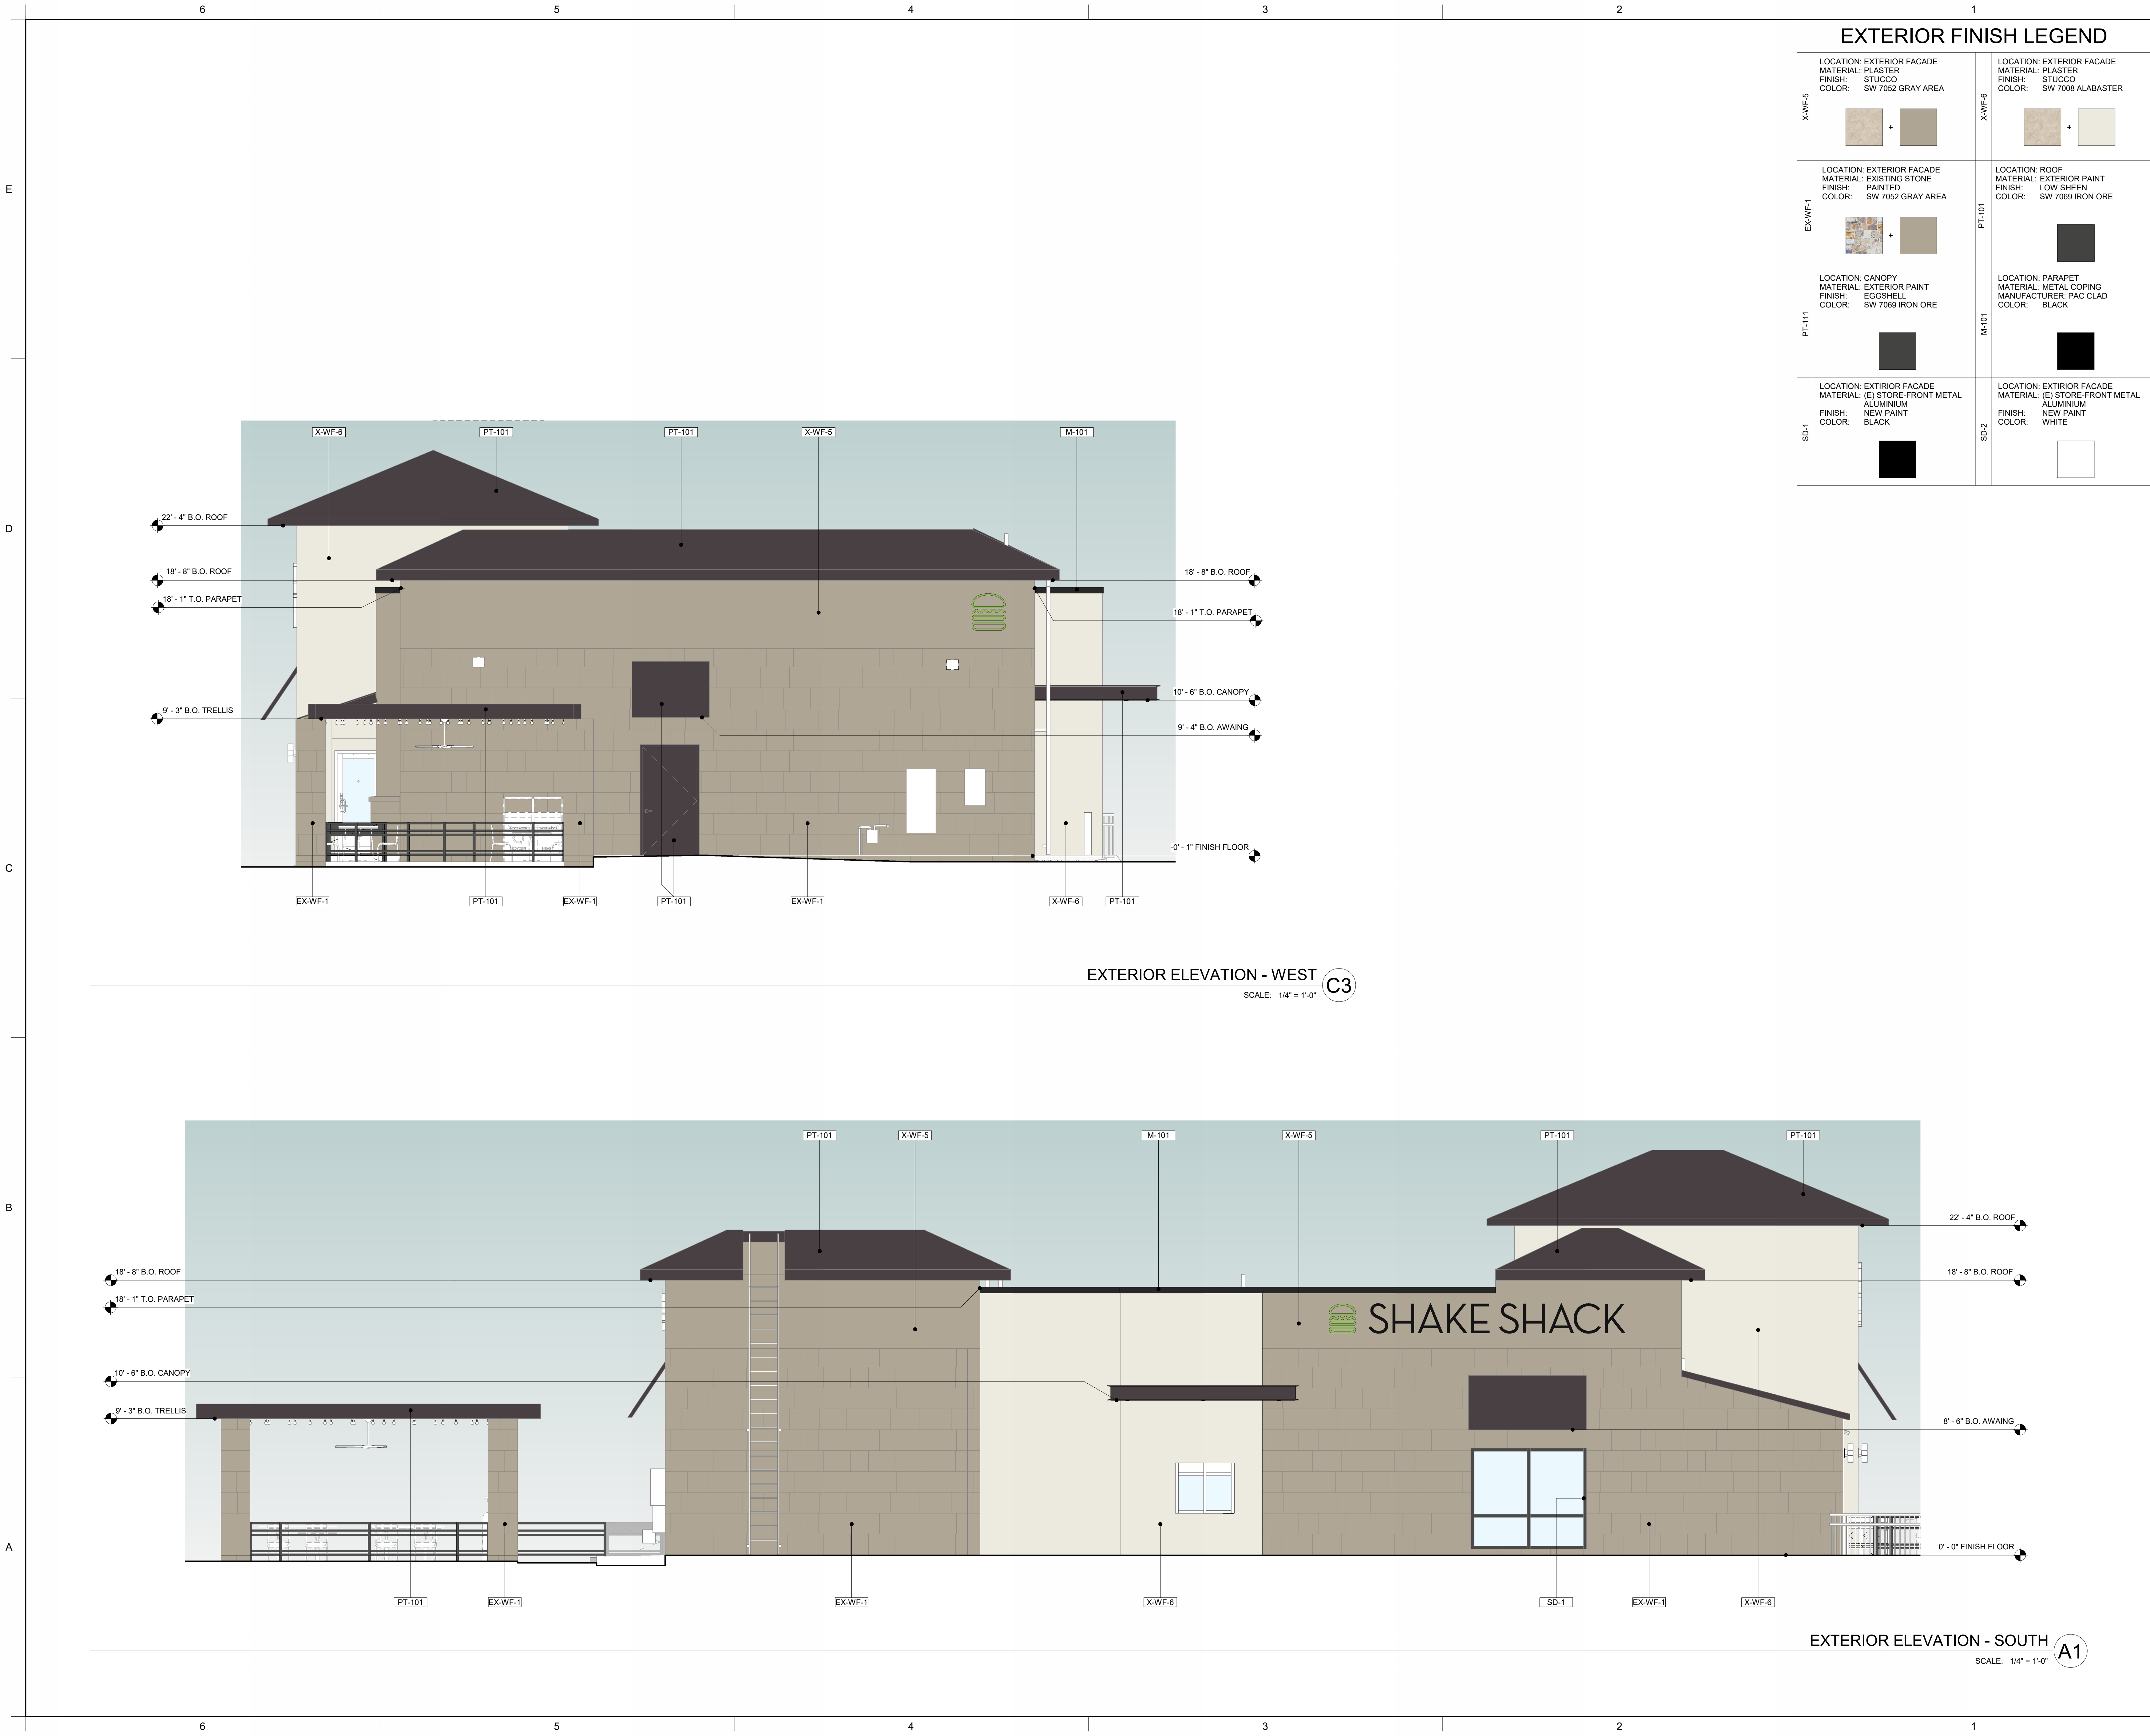 6 5 4 3 2 1
EXTERIOR FINISH LEGEND
X-WF-5
LOCATION: EXTERIOR FACADE
MATERIAL: PLASTER
FINISH: STUCCO
COLOR: SW 7052 GRAY AREA
+
X-WF-6
LOCATION: EXTERIOR FACADE
MATERIAL: PLASTER
FINISH: STUCCO
COLOR: SW 7008 ALABASTER
+
EX-WF-1
LOCATION: EXTERIOR FACADE
MATERIAL: EXISTING STONE
FINISH: PAINTED
COLOR: SW 7052 GRAY AREA
+
PT-101
LOCATION: ROOF
MATERIAL: EXTERIOR PAINT
FINISH: LOW SHEEN
COLOR: SW 7069 IRON ORE
PT-111
LOCATION: CANOPY
MATERIAL: EXTERIOR PAINT
FINISH: EGGSHELL
COLOR: SW 7069 IRON ORE
M-101
LOCATION: PARAPET
MATERIAL: METAL COPING
MANUFACTURER: PAC CLAD
COLOR: BLACK
SD-1
LOCATION: EXTIRIOR FACADE
MATERIAL: (E) STORE-FRONT METAL
ALUMINIUM
FINISH: NEW PAINT
COLOR: BLACK
SD-2
LOCATION: EXTIRIOR FACADE
MATERIAL: (E) STORE-FRONT METAL
ALUMINIUM
FINISH: NEW PAINT
COLOR: WHITE
E
D
C
B
A
X-WF-6 PT-101 PT-101 X-WF-5 M-101
22' - 4" B.O. ROOF
18' - 8" B.O. ROOF
18' - 1" T.O. PARAPET
9' - 3" B.O. TRELLIS
18' - 8" B.O. ROOF
18' - 1" T.O. PARAPET
10' - 6" B.O. CANOPY
9' - 4" B.O. AWAING
-0' - 1" FINISH FLOOR
EX-WF-1 PT-101 EX-WF-1 PT-101 EX-WF-1 X-WF-6 PT-101
EXTERIOR ELEVATION - WEST
C3
SCALE: 1/4" = 1'-0"
PT-101 X-WF-5 M-101 X-WF-5 PT-101 PT-101
18' - 8" B.O. ROOF
18' - 1" T.O. PARAPET
10' - 6" B.O. CANOPY
9' - 3" B.O. TRELLIS
SHAKE SHACK
22' - 4" B.O. ROOF
18' - 8" B.O. ROOF
8' - 6" B.O. AWAING
0' - 0" FINISH FLOOR
PT-101 EX-WF-1 EX-WF-1 X-WF-6 SD-1 EX-WF-1 X-WF-6
EXTERIOR ELEVATION - SOUTH
A1
SCALE: 1/4" = 1'-0"
6 5 4 3 2 1